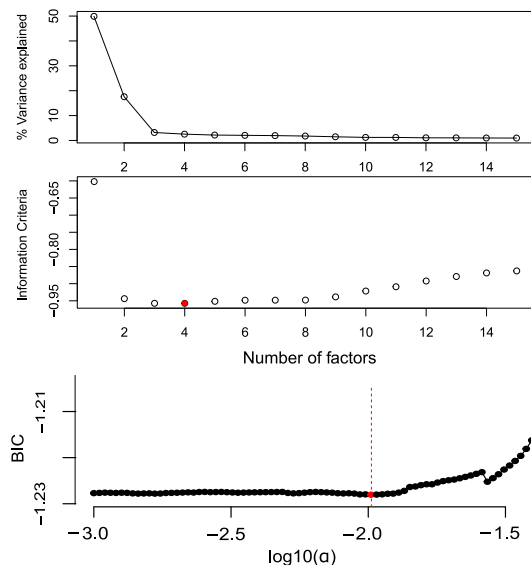 % Variance explained
50
30
10
0
2 4 6 8 10 12 14
Information Criteria
-0.65
-0.80
-0.95
2 4 6 8 10 12 14
Number of factors
BIC
-1.21
-1.23
-3.0 -2.5 -2.0 -1.5
log10(α)